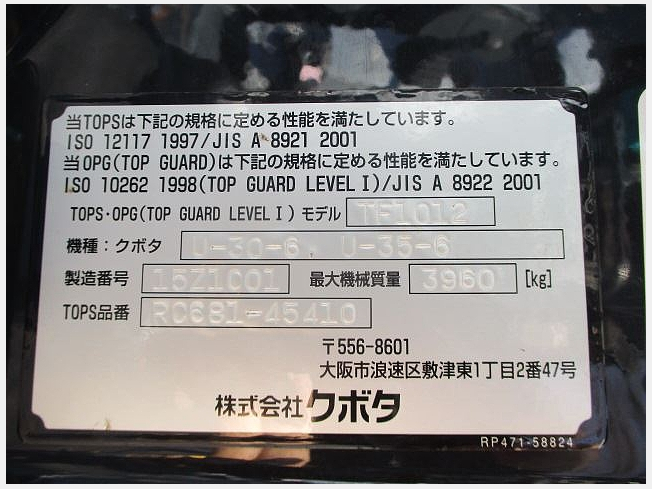 当TOPSは下記の規格に定める性能を満たしています。
ISO 12117 1997/JIS A 8921 2001
当OPG(TOP GUARD)は下記の規格に定める性能を満たしています。
ISO 10262 1998(TOP GUARD LEVEL I)/JIS A 8922 2001
TOPS・OPG(TOP GUARD LEVEL I) モデル TF1012
機種：クボタ U-30-6, U-35-6
製造番号 15Z1C01 最大機械質量 3960 [kg]
TOPS品番 RC681-45410
〒556-8601
大阪市浪速区敷津東1丁目2番47号
株式会社クボタ
RP471-58824